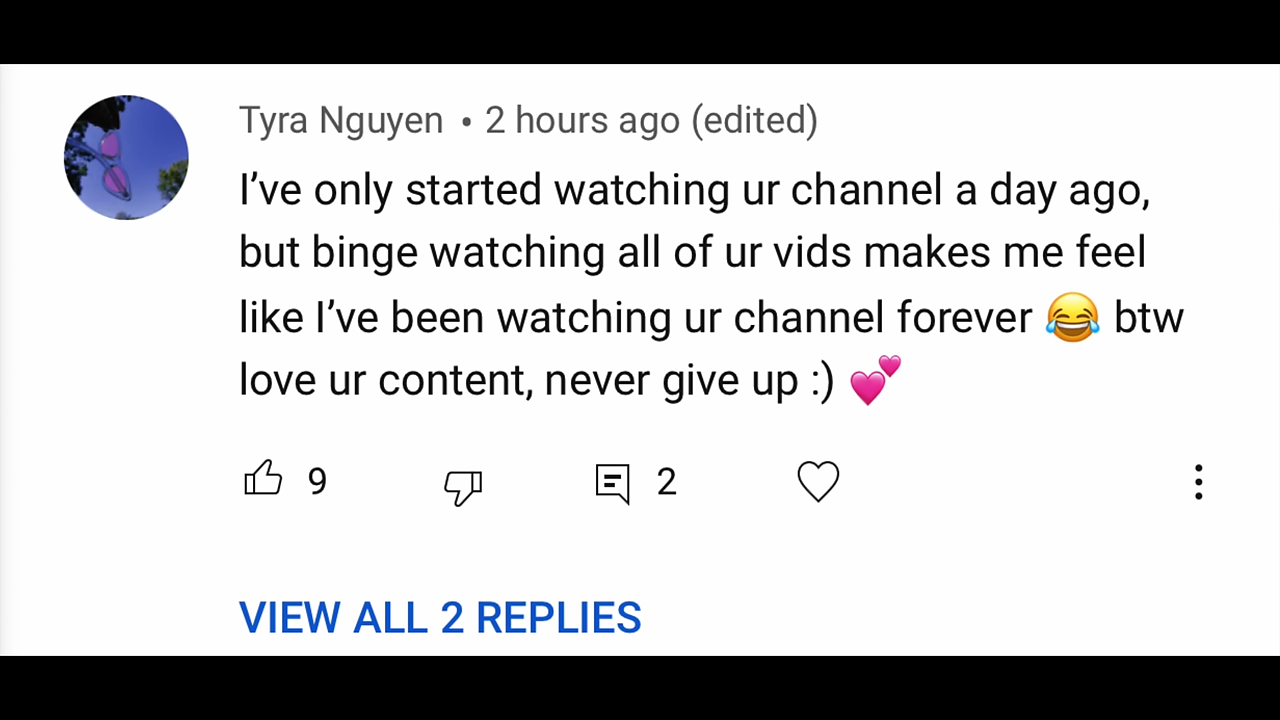 Tyra Nguyen • 2 hours ago (edited)
I’ve only started watching ur channel a day ago,
but binge watching all of ur vids makes me feel
like I’ve been watching ur channel forever 😂 btw
love ur content, never give up :) 💕
9 2
VIEW ALL 2 REPLIES